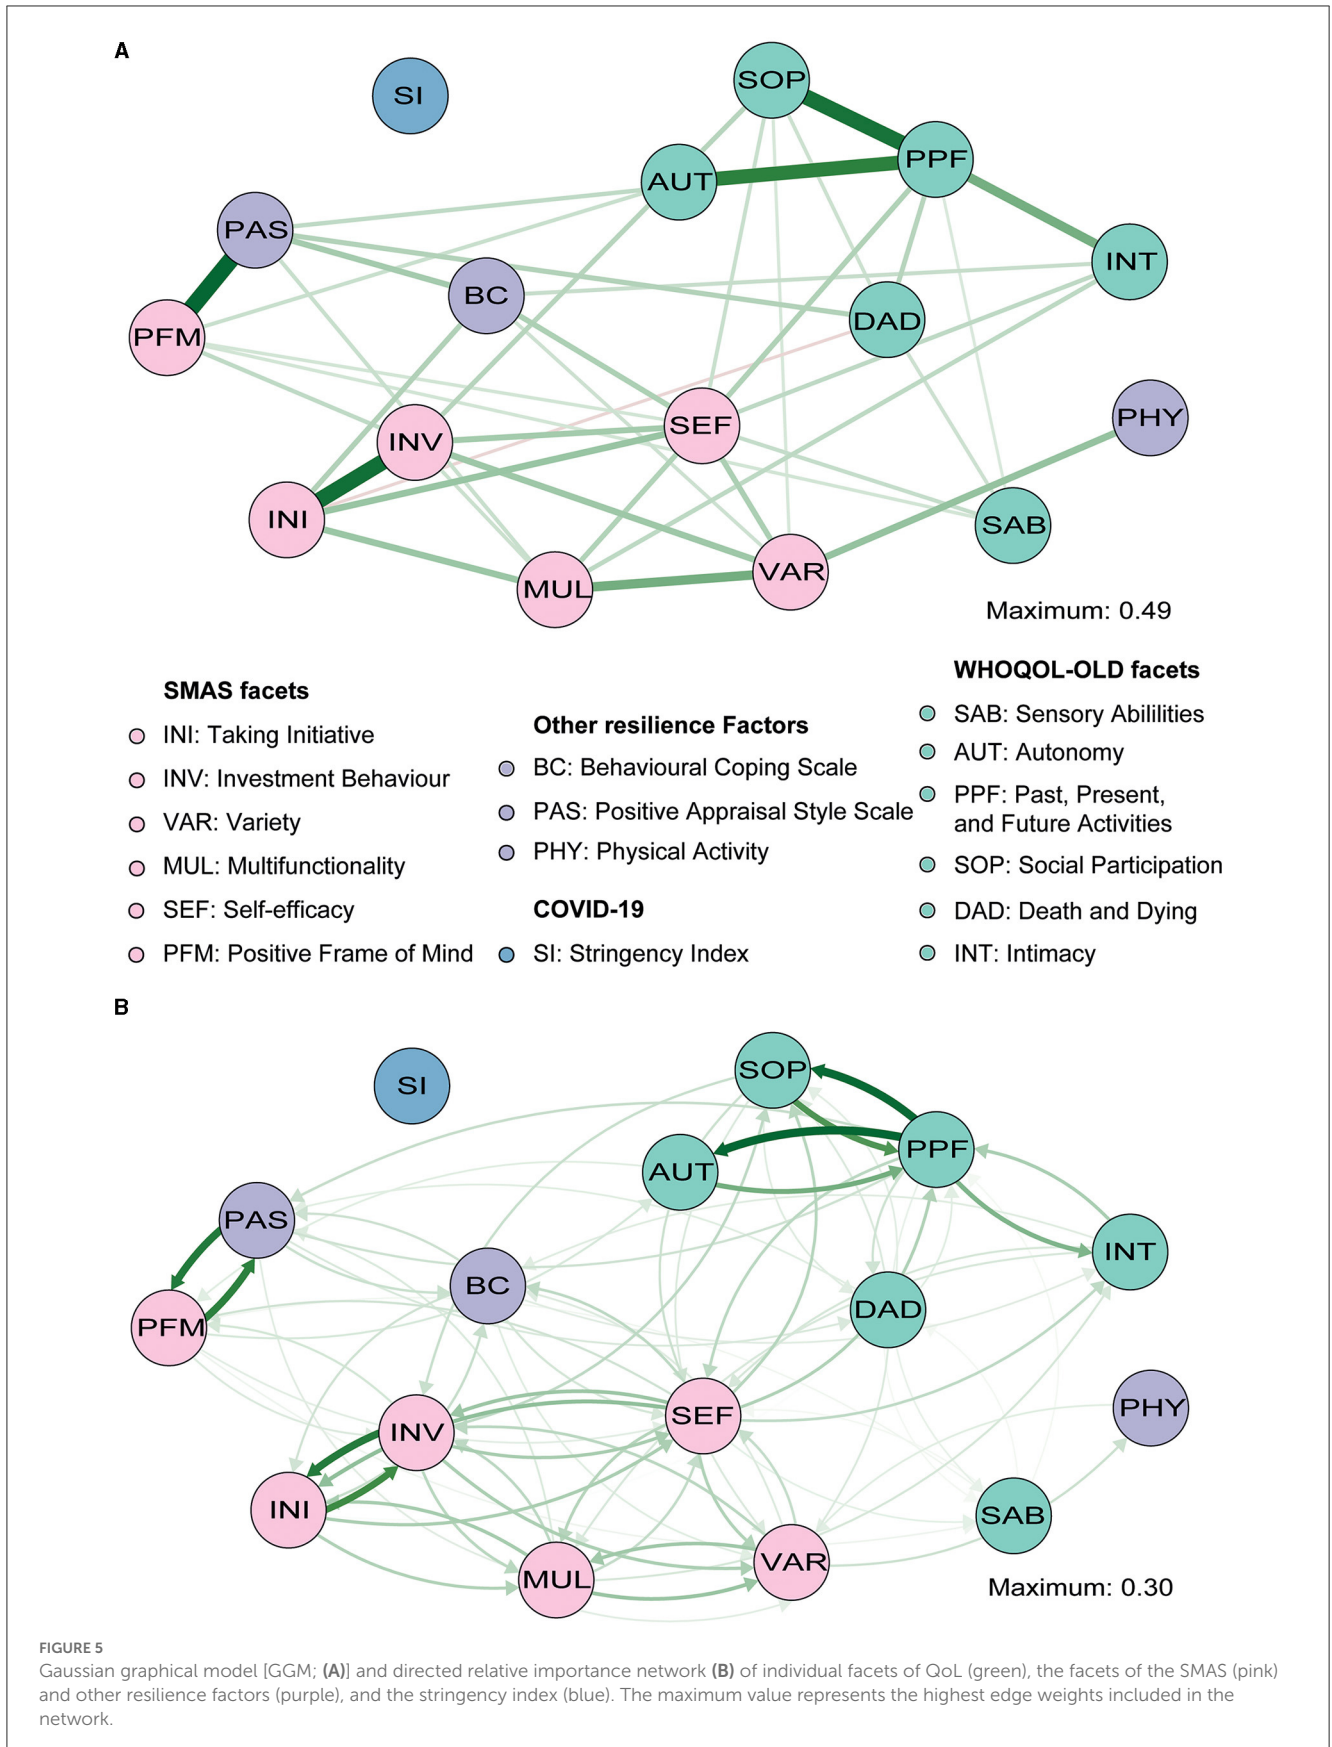 A
SI
SOP
PPF
AUT
PAS
INT
BC
DAD
PFM
PHY
SEF
INV
INI
SAB
VAR
MUL
Maximum: 0.49
SMAS facets
INI: Taking Initiative
INV: Investment Behaviour
VAR: Variety
MUL: Multifunctionality
SEF: Self-efficacy
PFM: Positive Frame of Mind
Other resilience Factors
BC: Behavioural Coping Scale
PAS: Positive Appraisal Style Scale
PHY: Physical Activity
COVID-19
SI: Stringency Index
WHOQOL-OLD facets
SAB: Sensory Abililities
AUT: Autonomy
PPF: Past, Present,
and Future Activities
SOP: Social Participation
DAD: Death and Dying
INT: Intimacy
B
SI
SOP
PPF
AUT
PAS
INT
BC
DAD
PFM
PHY
SEF
INV
INI
SAB
VAR
MUL
Maximum: 0.30
FIGURE 5
Gaussian graphical model [GGM; (A)] and directed relative importance network (B) of individual facets of QoL (green), the facets of the SMAS (pink)
and other resilience factors (purple), and the stringency index (blue). The maximum value represents the highest edge weights included in the
network.